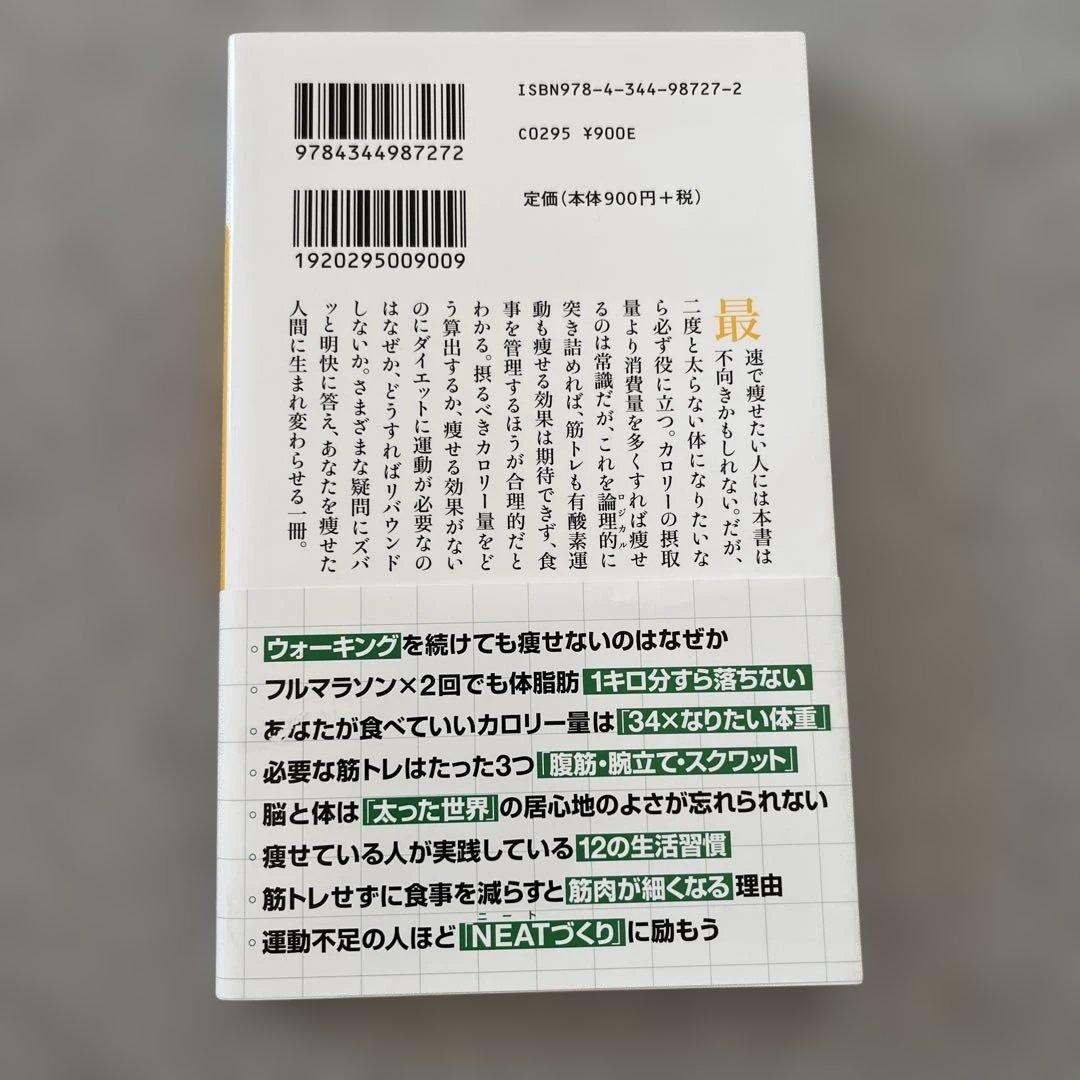 ISBN978-4-344-98727-2
C0295 ¥900E
定価(本体900円+税)
9784344987272
1920295009009
最速で痩せたい人には本書は
不向きかもしれない。だが、
二度と太らない体になりたいな
ら必ず役に立つ。カロリーの摂取
量より消費量を多くすれば痩せ
るのは常識だが、これを論理的に
ロジカル
突き詰めれば、筋トレも有酸素運
動も痩せる効果は期待できず、食
事を管理するほうが合理的だと
わかる。摂るべきカロリー量をど
う算出するか、痩せる効果がない
のにダイエットに運動が必要なの
はなぜか、どうすればリバウンド
しないか。さまざまな疑問にズバ
ッと明快に答え、あなたを痩せた
人間に生まれ変わらせる一冊。
◦ウォーキングを続けても痩せないのはなぜか
◦フルマラソン×2回でも体脂肪1キロ分すら落ちない
◦あなたが食べていいカロリー量は「34×なりたい体重」
◦必要な筋トレはたった3つ「腹筋・腕立て・スクワット」
◦脳と体は「太った世界」の居心地のよさが忘れられない
◦痩せている人が実践している12の生活習慣
◦筋トレせずに食事を減らすと筋肉が細くなる理由
ニート
◦運動不足の人ほど「NEATづくり」に励もう